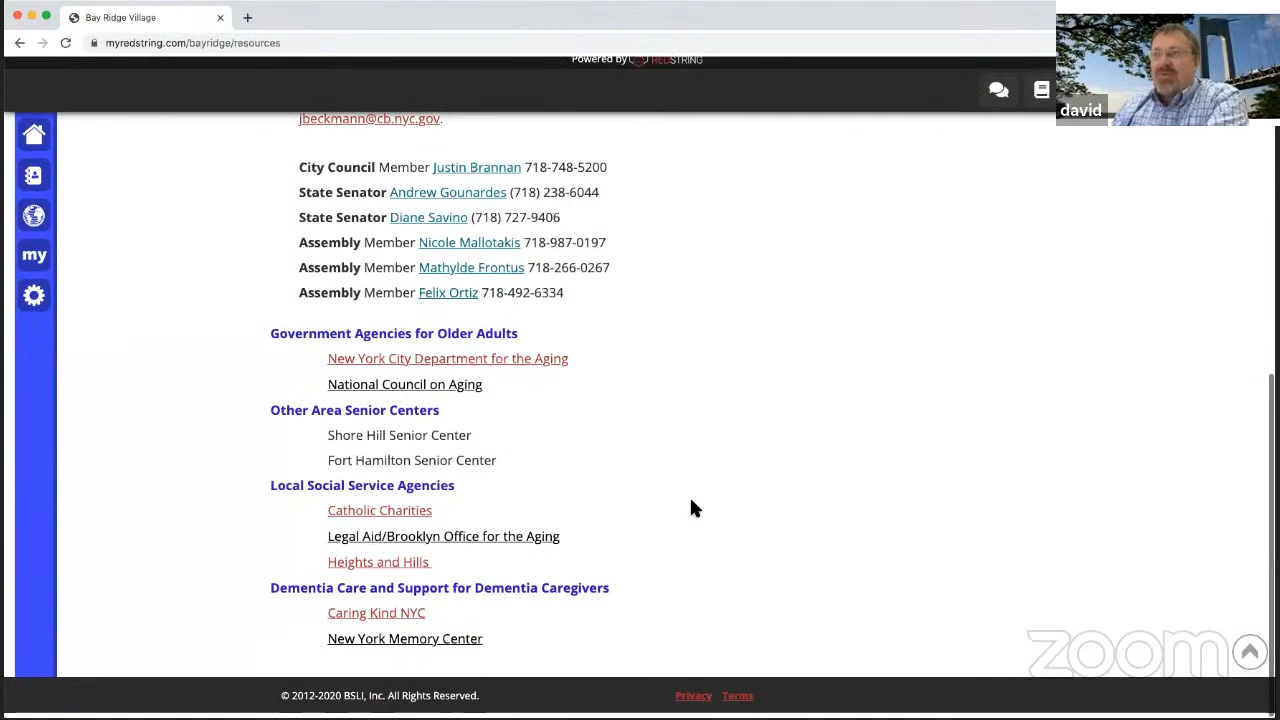 Bay Ridge Village
myredstring.com/bayridge/resources
Powered by REDSTRING
david
jbeckmann@cb.nyc.gov.
City Council Member Justin Brannan 718-748-5200
State Senator Andrew Gounardes (718) 238-6044
State Senator Diane Savino (718) 727-9406
Assembly Member Nicole Mallotakis 718-987-0197
Assembly Member Mathylde Frontus 718-266-0267
Assembly Member Felix Ortiz 718-492-6334
my
Government Agencies for Older Adults
New York City Department for the Aging
National Council on Aging
Other Area Senior Centers
Shore Hill Senior Center
Fort Hamilton Senior Center
Local Social Service Agencies
Catholic Charities
Legal Aid/Brooklyn Office for the Aging
Heights and Hills
Dementia Care and Support for Dementia Caregivers
Caring Kind NYC
New York Memory Center
zoom
© 2012-2020 BSLI, Inc. All Rights Reserved.
Privacy Terms